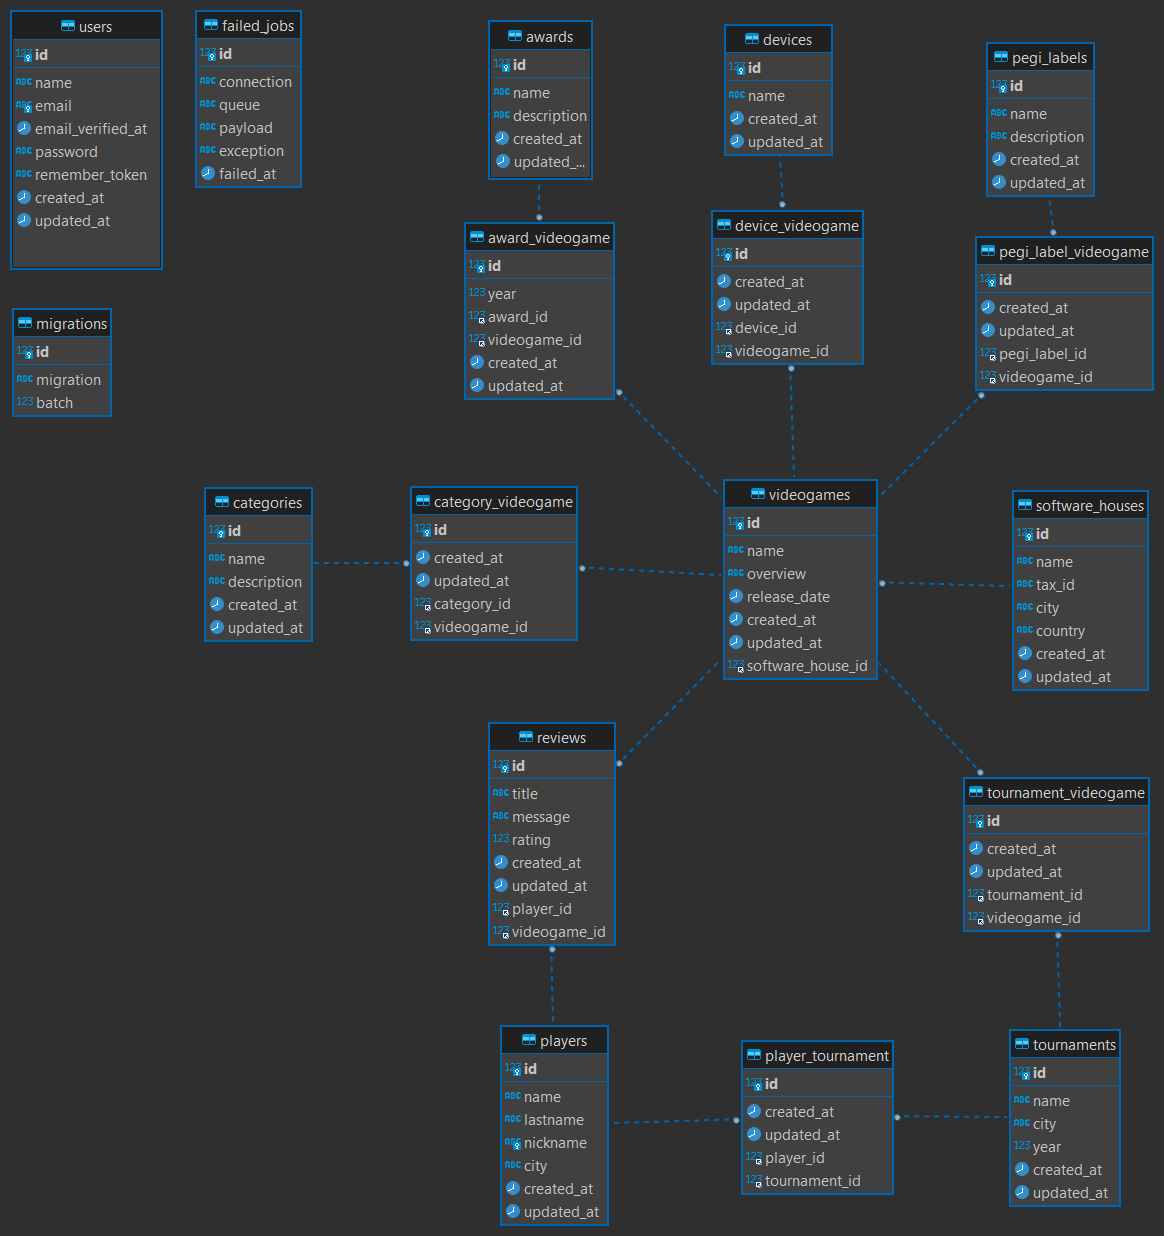 users
id
name
email
email_verified_at
password
remember_token
created_at
updated_at
failed_jobs
id
connection
queue
payload
exception
failed_at
awards
id
name
description
created_at
updated_...
devices
id
name
created_at
updated_at
pegi_labels
id
name
description
created_at
updated_at
award_videogame
id
year
award_id
videogame_id
created_at
updated_at
device_videogame
id
created_at
updated_at
device_id
videogame_id
pegi_label_videogame
id
created_at
updated_at
pegi_label_id
videogame_id
migrations
id
migration
batch
categories
id
name
description
created_at
updated_at
category_videogame
id
created_at
updated_at
category_id
videogame_id
videogames
id
name
overview
release_date
created_at
updated_at
software_house_id
software_houses
id
name
tax_id
city
country
created_at
updated_at
reviews
id
title
message
rating
created_at
updated_at
player_id
videogame_id
tournament_videogame
id
created_at
updated_at
tournament_id
videogame_id
players
id
name
lastname
nickname
city
created_at
updated_at
player_tournament
id
created_at
updated_at
player_id
tournament_id
tournaments
id
name
city
year
created_at
updated_at